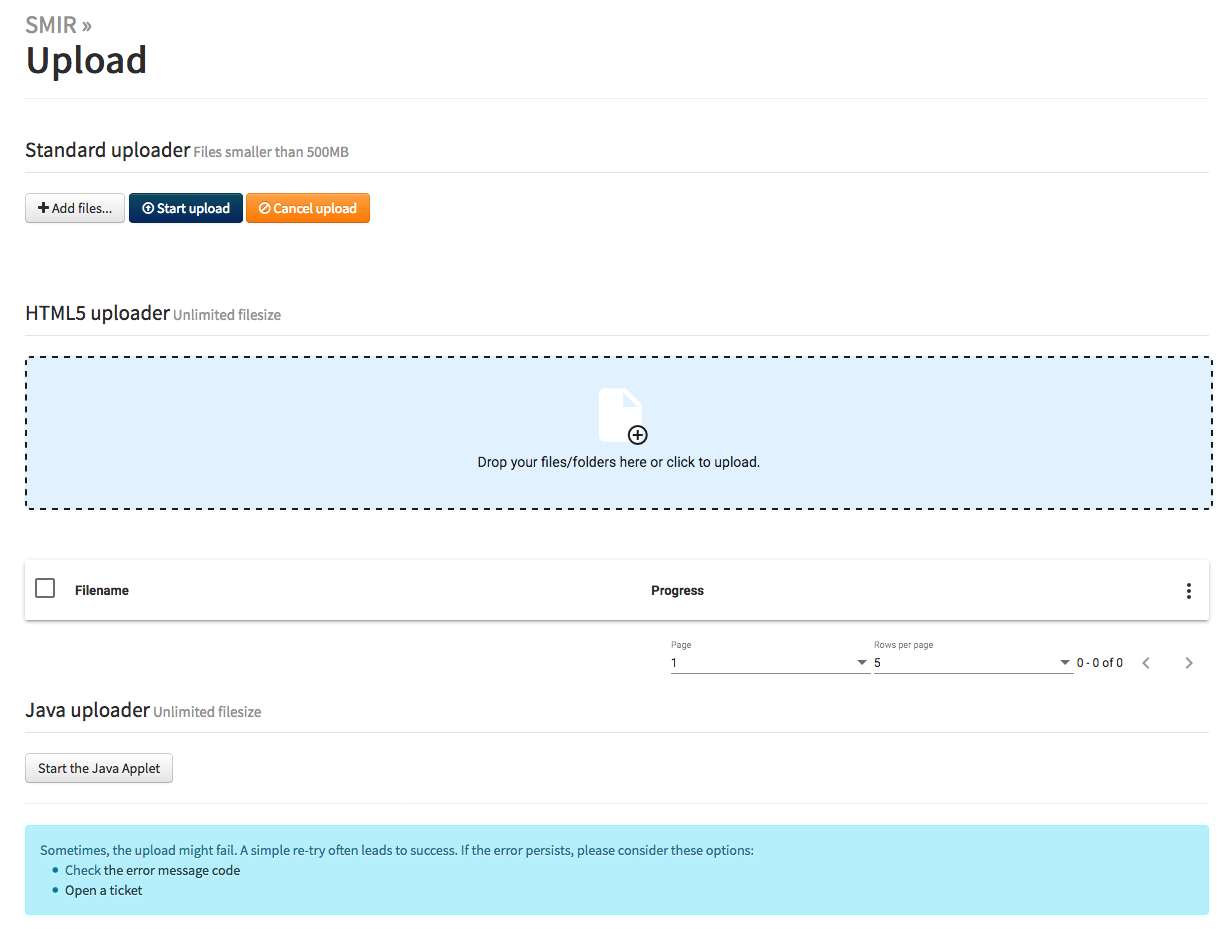 SMIR »
Upload
Standard uploader Files smaller than 500MB
Add files... Start upload Cancel upload
HTML5 uploader Unlimited filesize
Drop your files/folders here or click to upload.
Filename Progress
Page Rows per page
1 5 0 - 0 of 0
Java uploader Unlimited filesize
Start the Java Applet
Sometimes, the upload might fail. A simple re-try often leads to success. If the error persists, please consider these options:
• Check the error message code
• Open a ticket